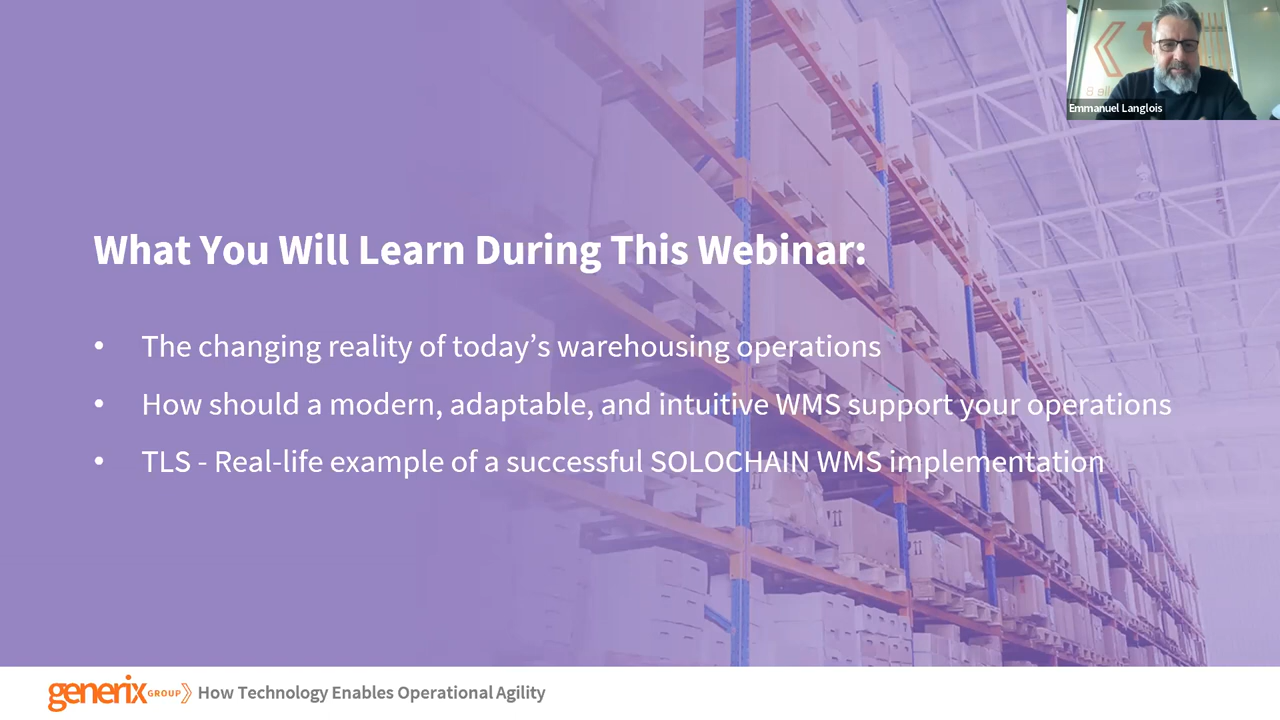 Emmanuel Langlois
What You Will Learn During This Webinar:
• The changing reality of today’s warehousing operations
• How should a modern, adaptable, and intuitive WMS support your operations
• TLS - Real-life example of a successful SOLOCHAIN WMS implementation
generix GROUP How Technology Enables Operational Agility